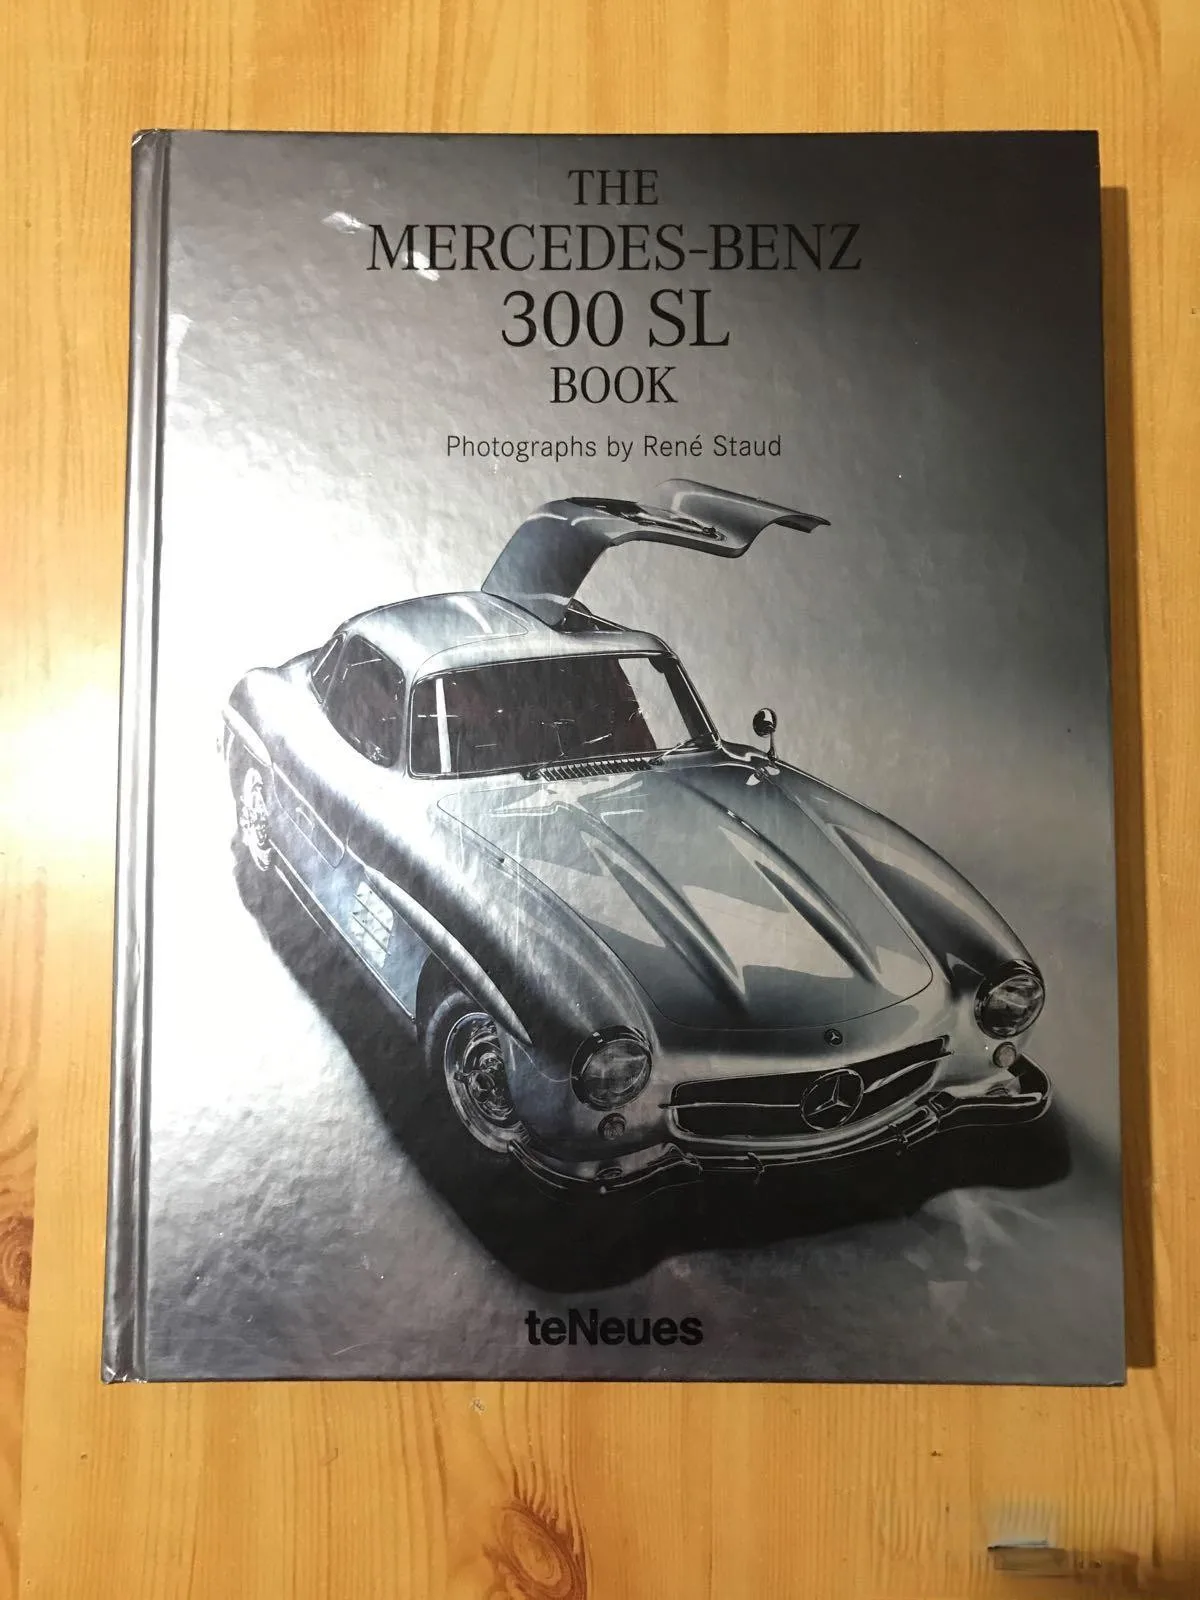 THE
MERCEDES-BENZ
300 SL
BOOK
Photographs by René Staud
teNeues